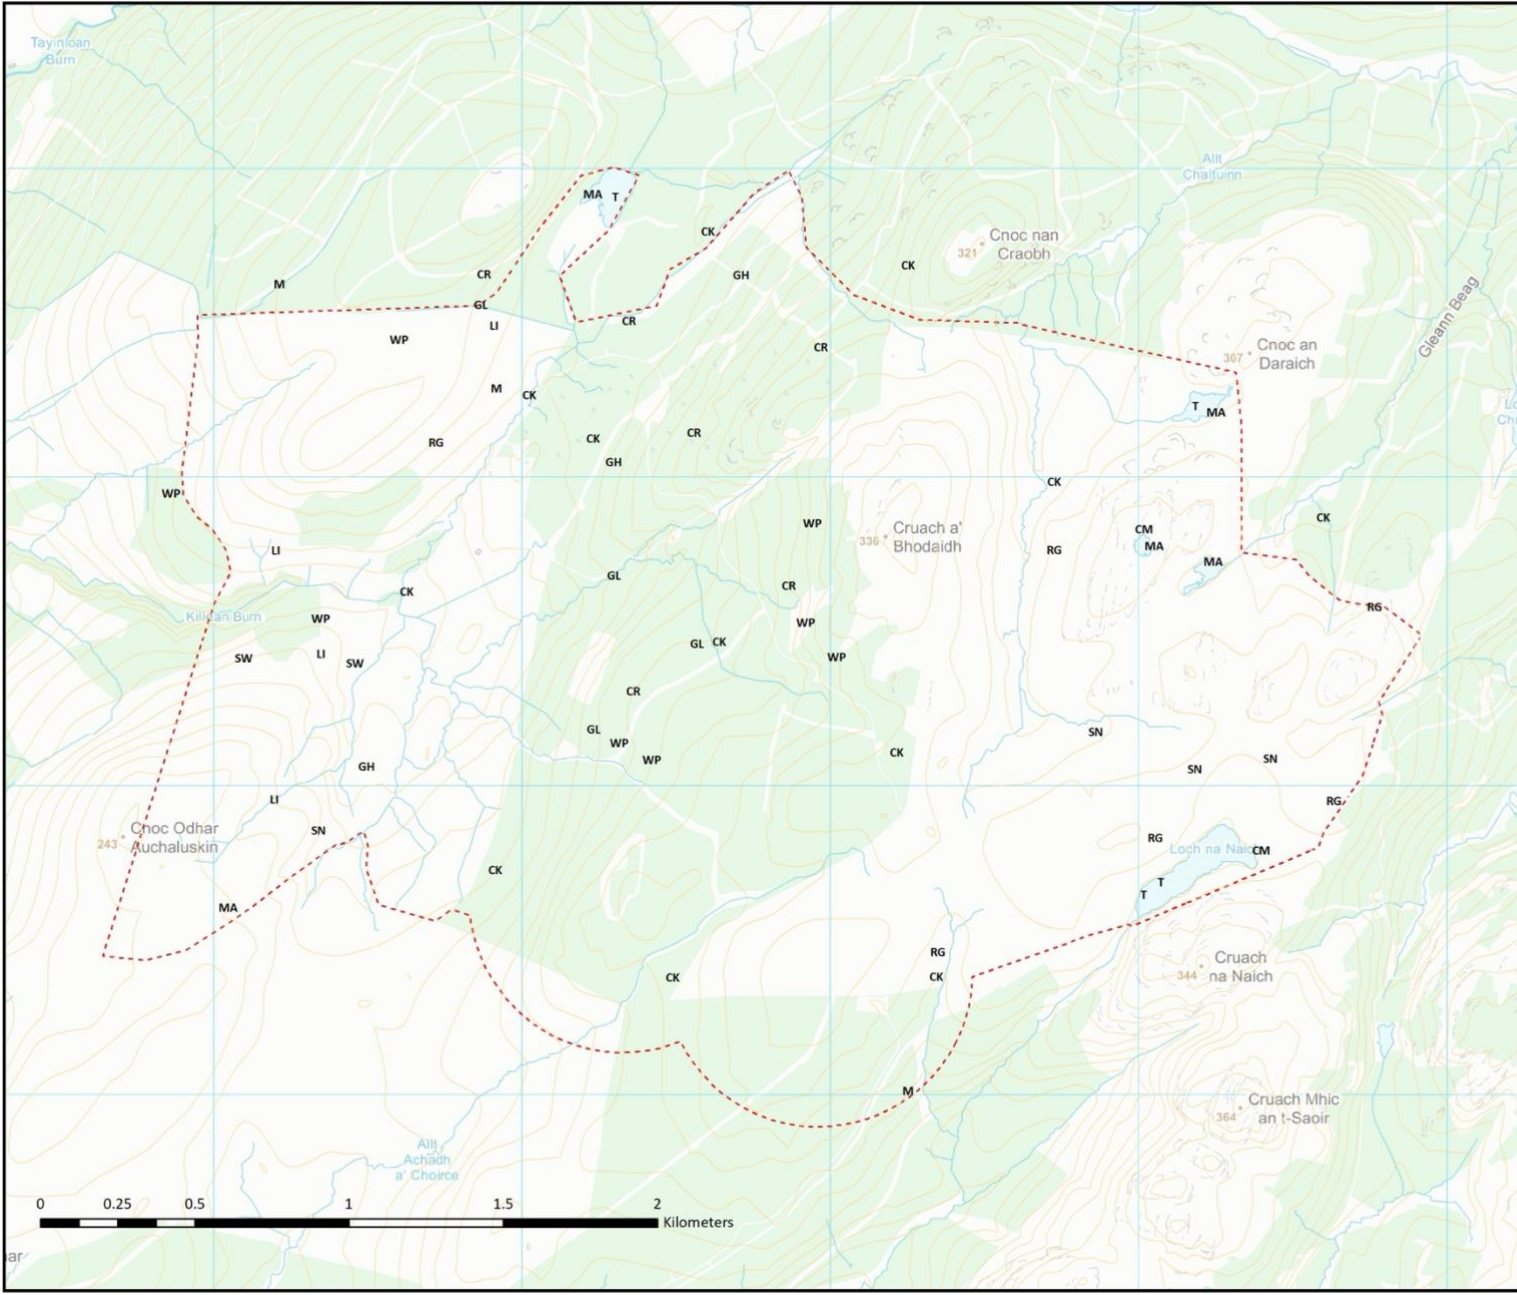 Tayinloan
Burn
Allt
Chaltuinn
MA
T
CK
Cnoc nan
Craobh
321
CK
CR
GH
M
GL
LI
CR
WP
CR
Cnoc an
Daraich
307
Gleann Beag
M
CK
T
MA
CK
CR
RG
GH
CK
WP
WP
CM
MA
CK
Cruach a'
Bhodaidh
336
LI
RG
MA
GL
CR
CK
RG
Killean Burn
WP
WP
GL
CK
SW
LI
SW
WP
CR
GL
WP
SN
CK
WP
SN
GH
SN
LI
RG
Cnoc Odhar
Auchaluskin
243
SN
RG
Loch na Naich
CM
CK
T
T
MA
RG
CK
CK
Cruach
na Naich
344
M
Cruach Mhic
an t-Saoir
364
Allt
Achadh
a' Choirce
0 0.25 0.5 1 1.5 2
Kilometers